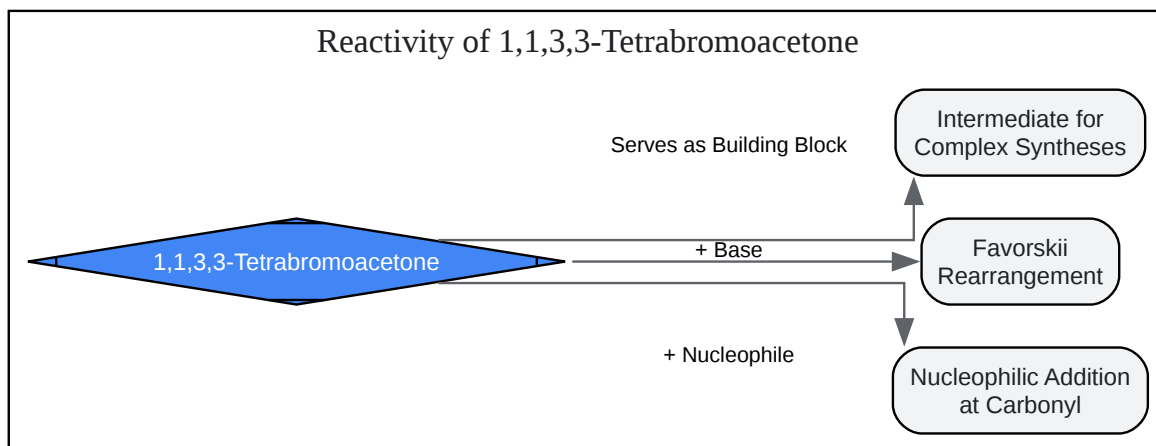 Reactivity of 1,1,3,3-Tetrabromoacetone
Intermediate for
Complex Syntheses
Serves as Building Block
1,1,3,3-Tetrabromoacetone
+ Base
Favorskii
Rearrangement
+ Nucleophile
Nucleophilic Addition
at Carbonyl